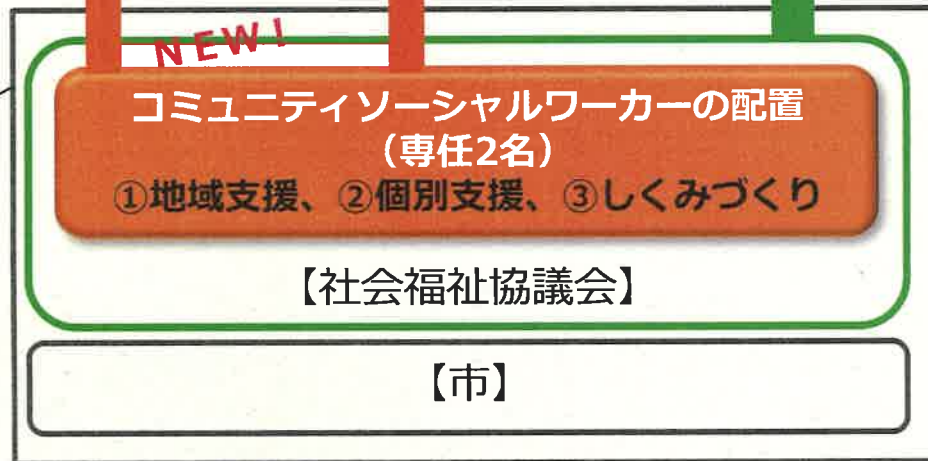 NEW!
コミュニティソーシャルワーカーの配置
（専任2名）
①地域支援、②個別支援、③しくみづくり
【社会福祉協議会】
【市】